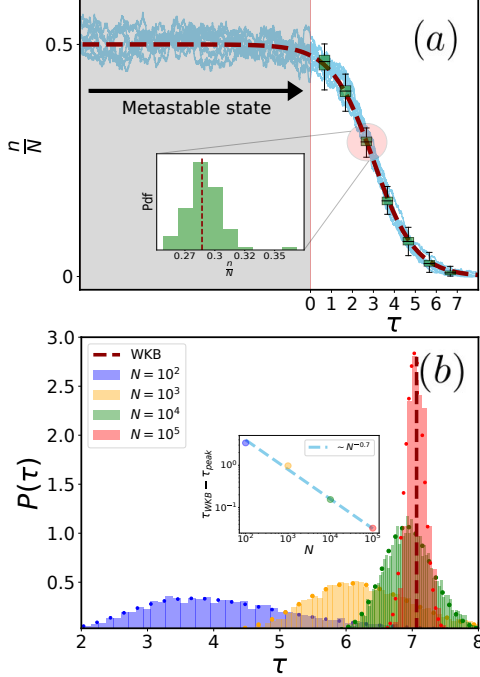 (a)
n/N
0.5
0
Metastable state
Pdf
0.27 0.3 0.32 0.35
n/N
0 1 2 3 4 5 6 7
τ
(b)
P(τ)
3.0
2.5
2.0
1.5
1.0
0.5
WKB
N = 10^2
N = 10^3
N = 10^4
N = 10^5
τ_WKB − τ_peak
10^0
10^-1
~ N^-0.7
10^2 10^3 10^4 10^5
N
2 3 4 5 6 7 8
τ